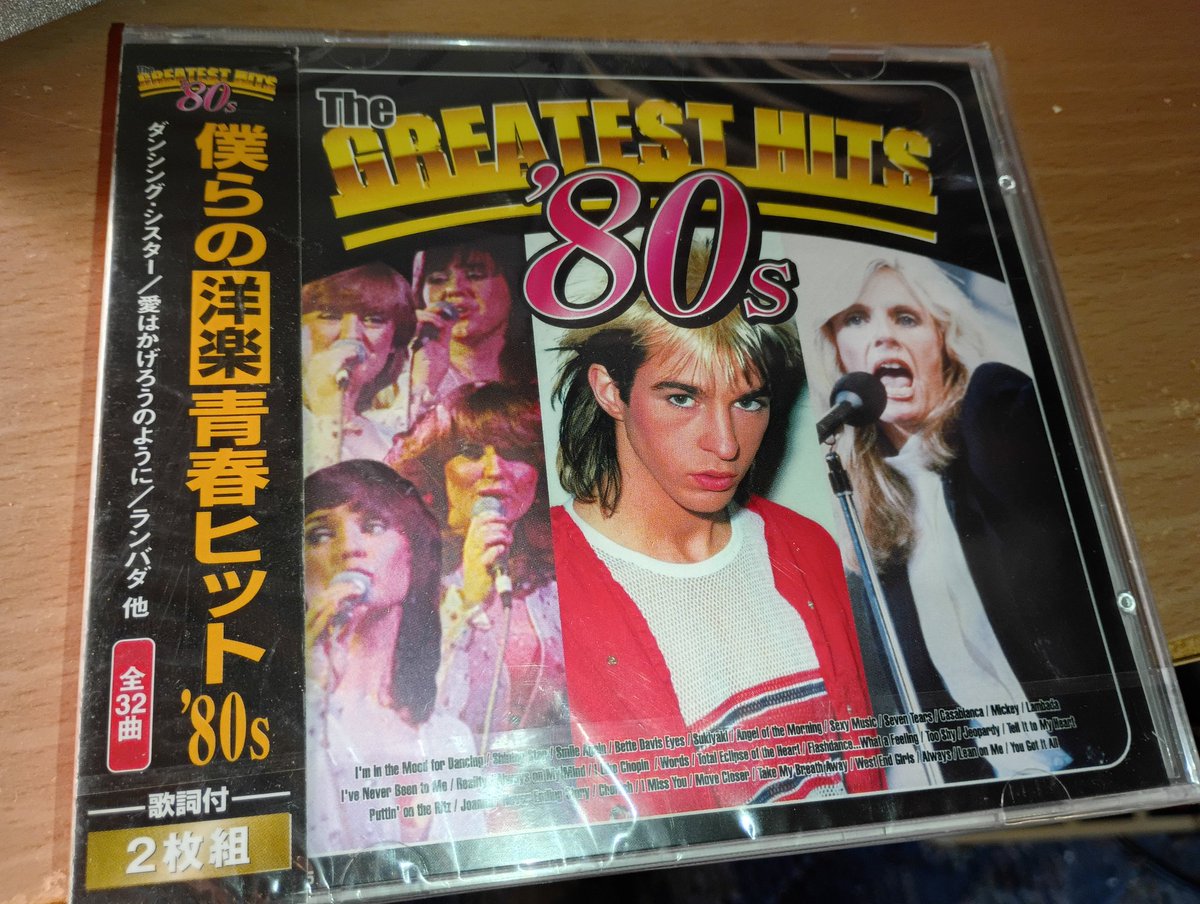 The
GREATEST HITS
'80s
僕らの洋楽青春ヒット'80s
ダンシング・シスター/愛はかげろうのように/ランバダ 他
全32曲
歌詞付
2枚組
The
GREATEST HITS
'80s
I'm in the Mood for Dancing / Smile Again / Bette Davis Eyes / Sukiyaki / Angel of the Morning / Sexy Music / Seven Tears / Casablanca / Mickey / Lambada
I've Never Been to Me / Reality / on My Mind / Chopin / Words / Total Eclipse of the Heart / Flashdance...What a Feeling / Too Shy / Jeopardy / Tell It to My Heart
Puttin' on the Ritz / Story / I Miss You / Move Closer / Take My Breath Away / West End Girls / Always / Lean on Me / You Got It All